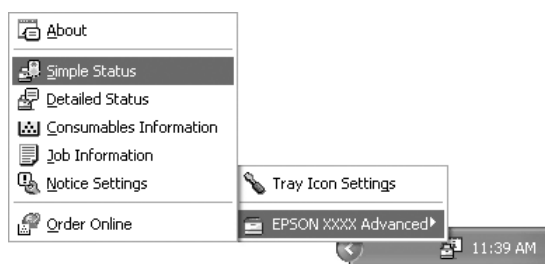 About
Simple Status
Detailed Status
Consumables Information
Job Information
Notice Settings
Order Online
Tray Icon Settings
EPSON XXXX Advanced
11:39 AM